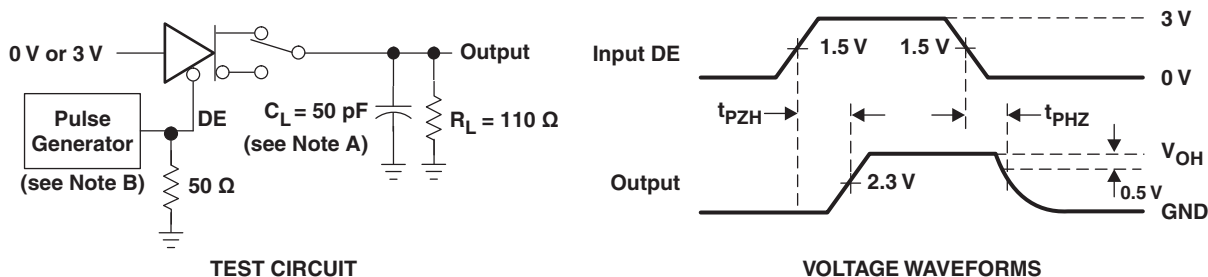 0 V or 3 V
Output
Pulse
Generator
(see Note B)
DE
50 Ω
C_L = 50 pF
(see Note A)
R_L = 110 Ω
TEST CIRCUIT
Input DE
1.5 V
1.5 V
3 V
0 V
t_PZH
t_PHZ
Output
2.3 V
V_OH
0.5 V
GND
VOLTAGE WAVEFORMS